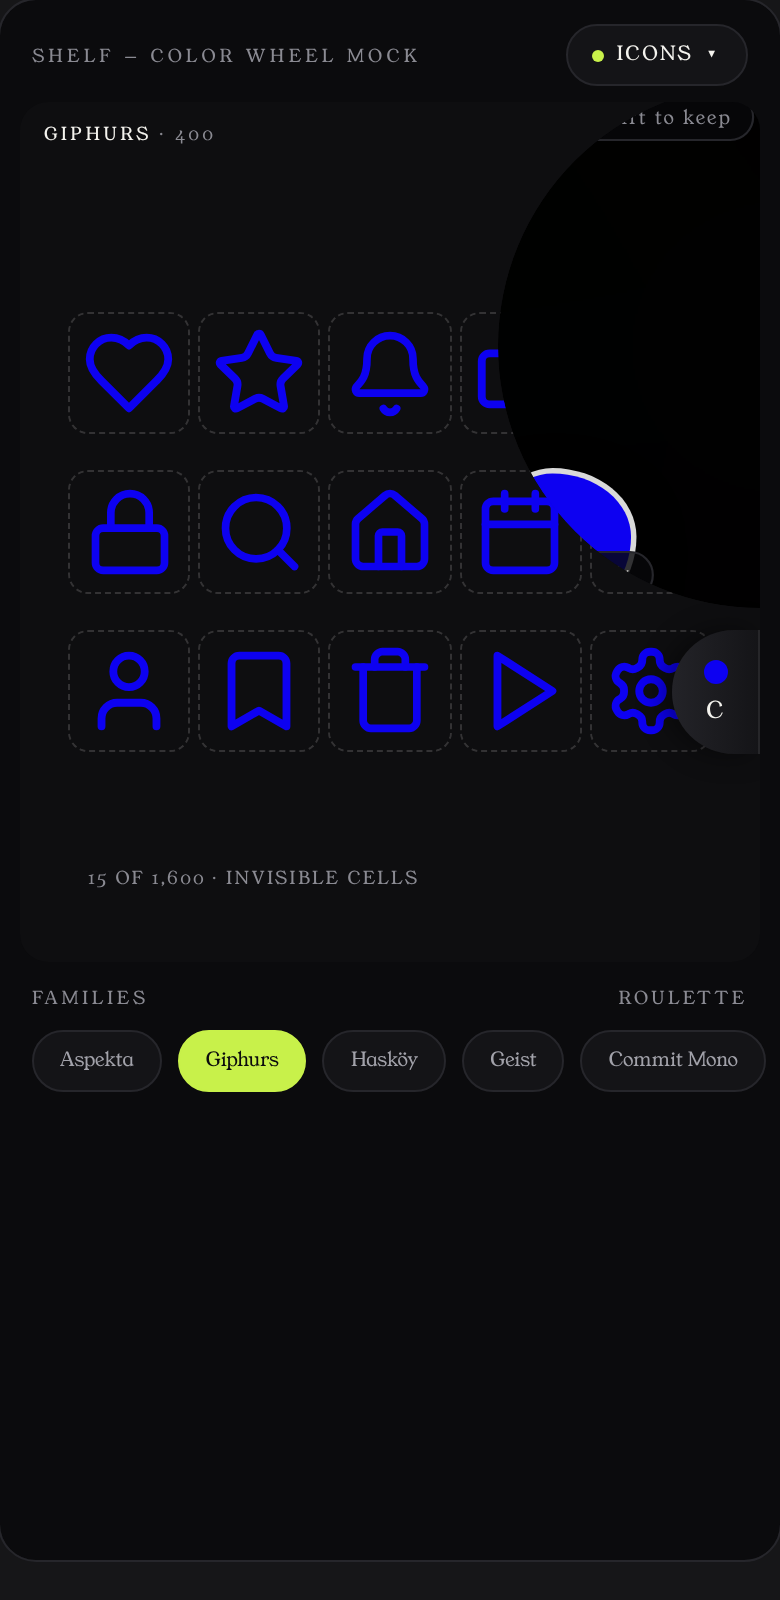 SHELF — COLOR WHEEL MOCK
ICONS
GIPHURS · 400
to keep
C
15 OF 1,600 · INVISIBLE CELLS
FAMILIES
ROULETTE
Aspekta
Giphurs
Hasköy
Geist
Commit Mono